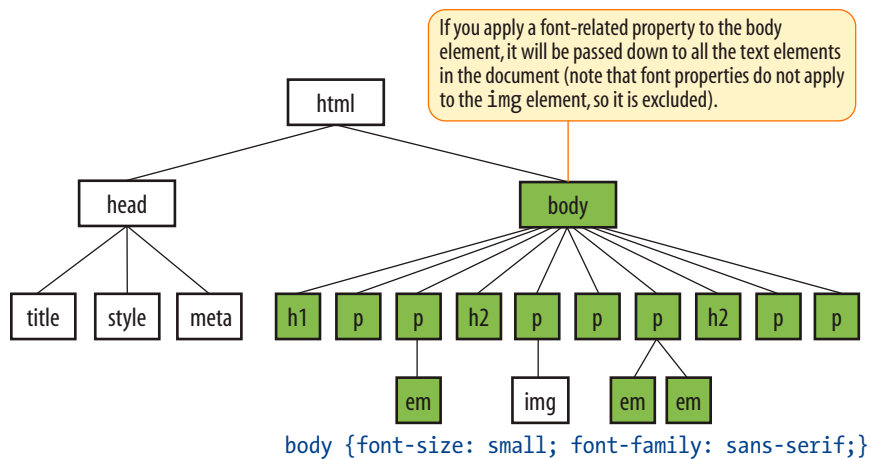 If you apply a font-related property to the body
element, it will be passed down to all the text elements
in the document (note that font properties do not apply
to the img element, so it is excluded).
html
head
body
title
style
meta
h1
p
p
h2
p
p
p
h2
p
p
em
img
em
em
body {font-size: small; font-family: sans-serif;}